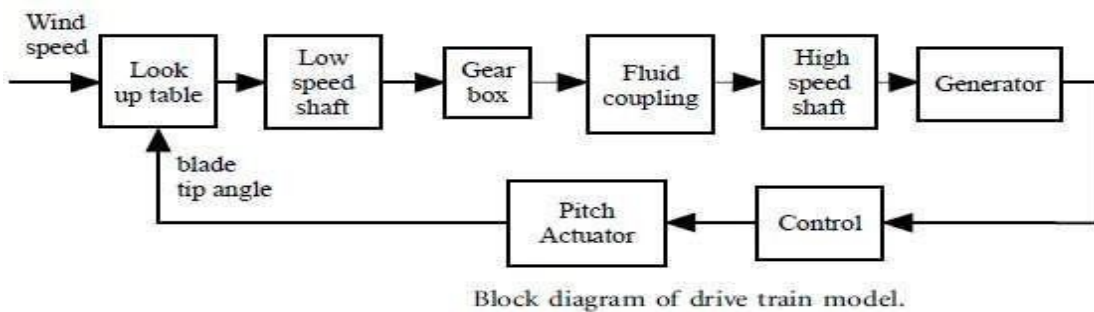 Wind
speed
Look
up table
Low
speed
shaft
Gear
box
Fluid
coupling
High
speed
shaft
Generator
blade
tip angle
Pitch
Actuator
Control
Block diagram of drive train model.